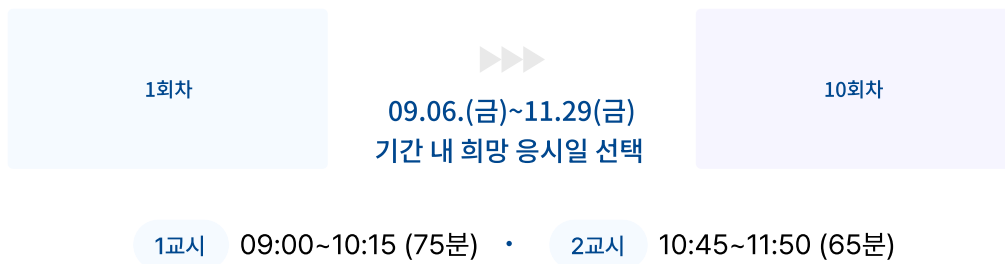 1회차
09.06.(금)~11.29(금)
기간 내 희망 응시일 선택
10회차
1교시 09:00~10:15 (75분) • 2교시 10:45~11:50 (65분)